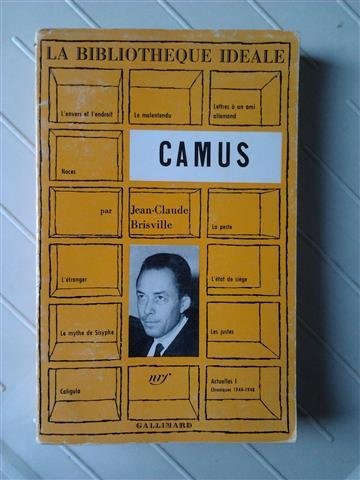 LA BIBLIOTHEQUE IDEALE
L'envers et l'endroit
Le malentendu
Lettres à un ami
allemand
Noces
CAMUS
par
Jean-Claude
Brisville
La peste
L'étranger
L'état de siège
Le mythe de Sisyphe
Les justes
Caligula
nrf
Actuelles I
Chroniques 1944-1948
GALLIMARD